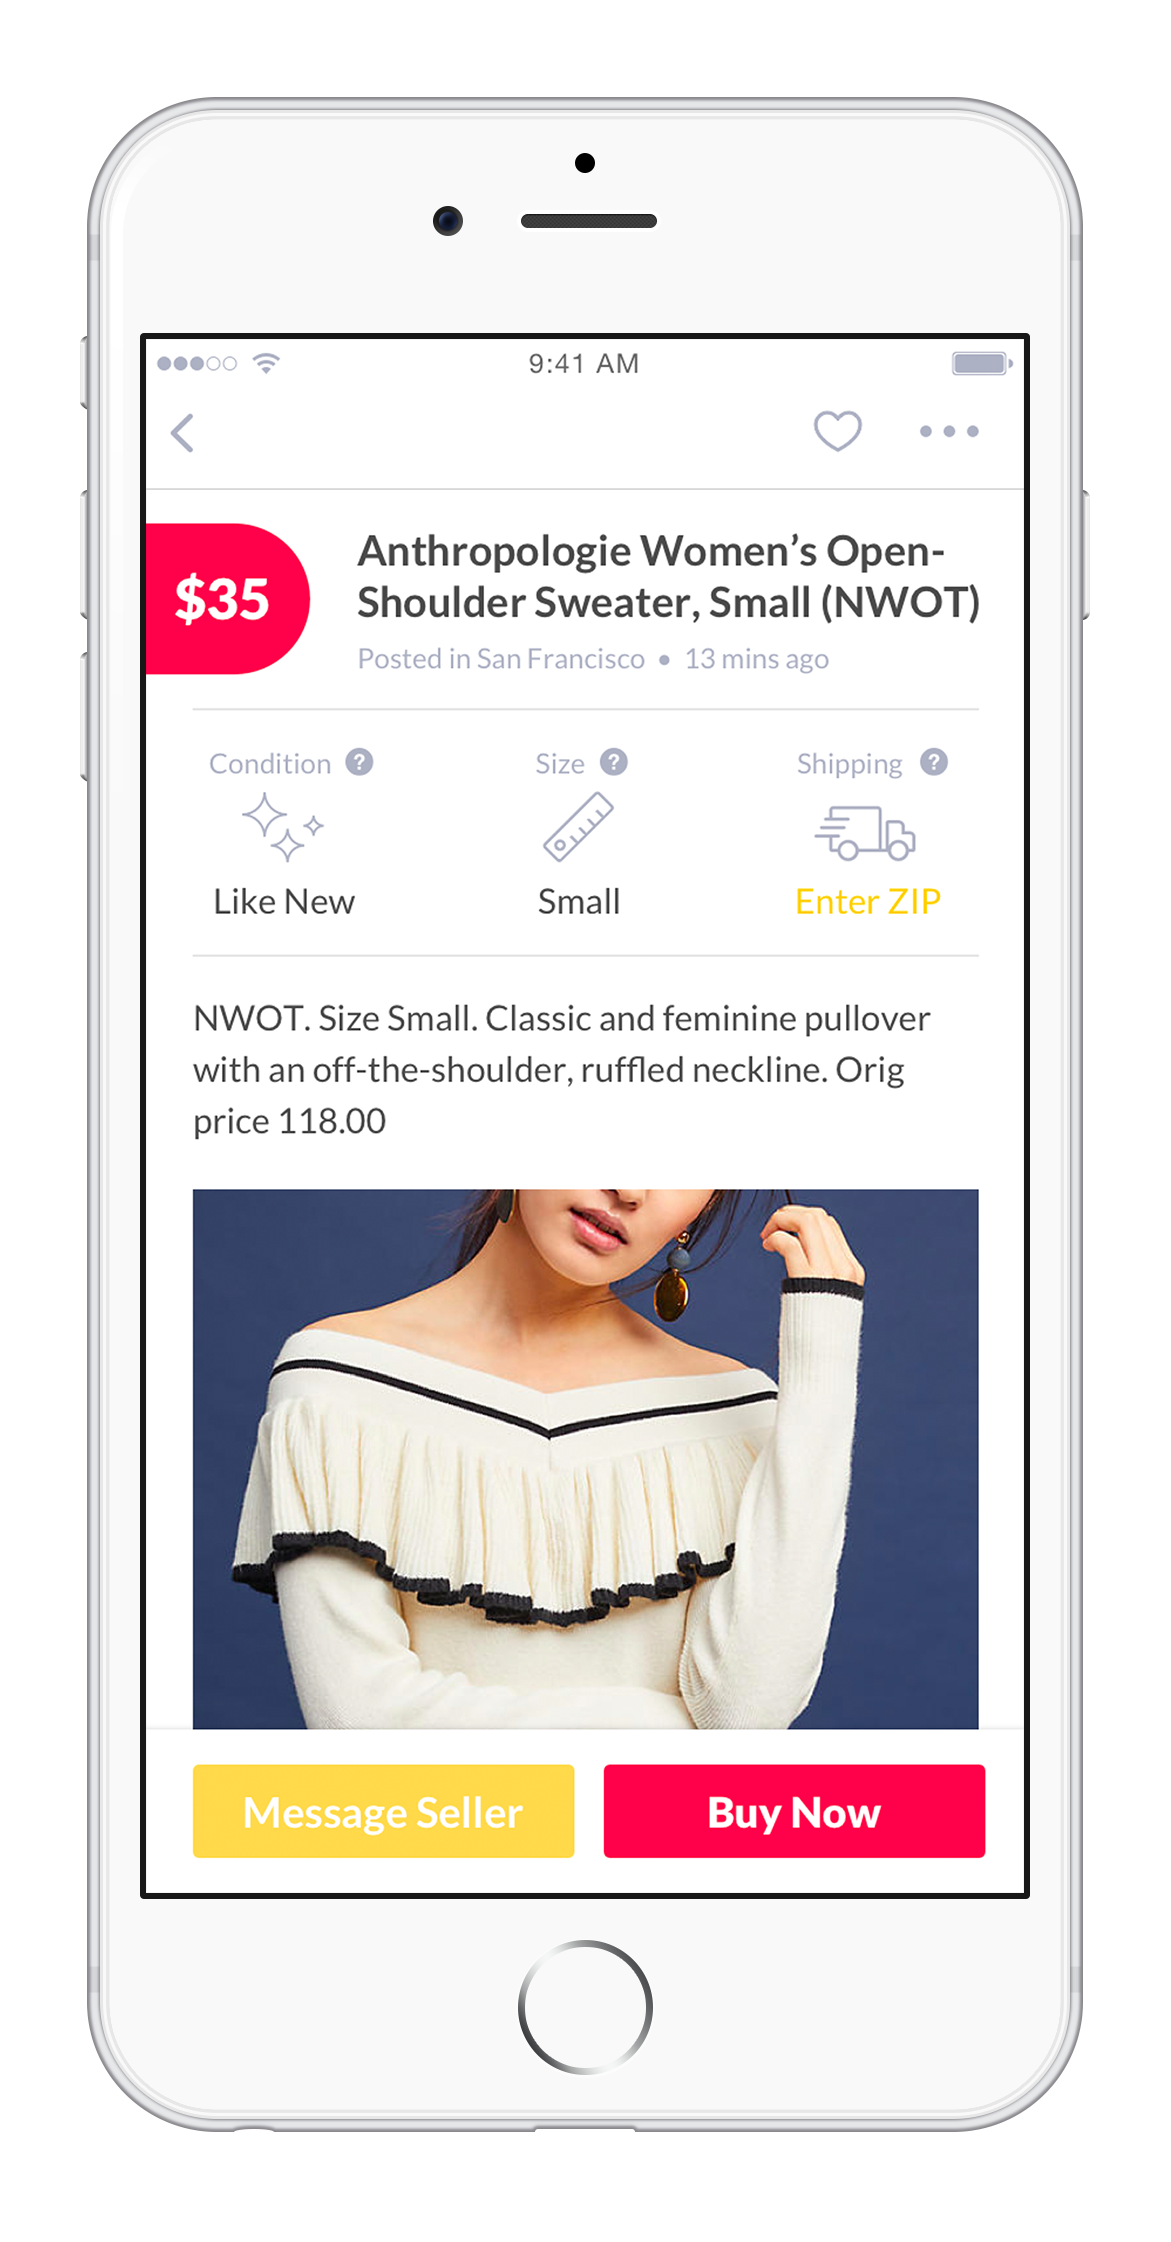 9:41 AM
$35
Anthropologie Women’s Open-
Shoulder Sweater, Small (NWOT)
Posted in San Francisco • 13 mins ago
Condition ?
Size ?
Shipping ?
Like New
Small
Enter ZIP
NWOT. Size Small. Classic and feminine pullover
with an off-the-shoulder, ruffled neckline. Orig
price 118.00
Message Seller
Buy Now